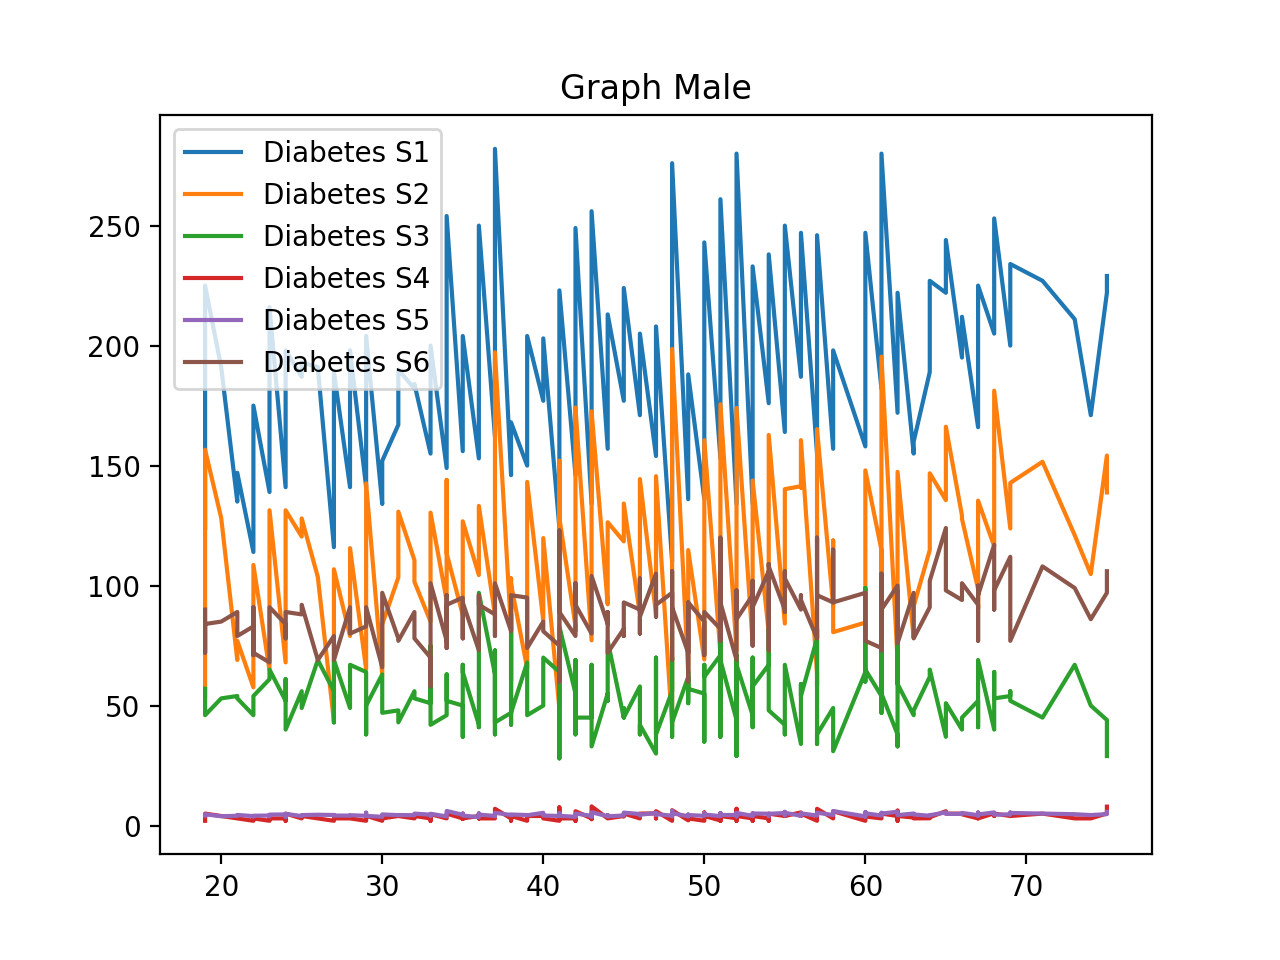 Graph Male
Diabetes S1
Diabetes S2
Diabetes S3
Diabetes S4
Diabetes S5
Diabetes S6
250
200
150
100
50
0
20 30 40 50 60 70